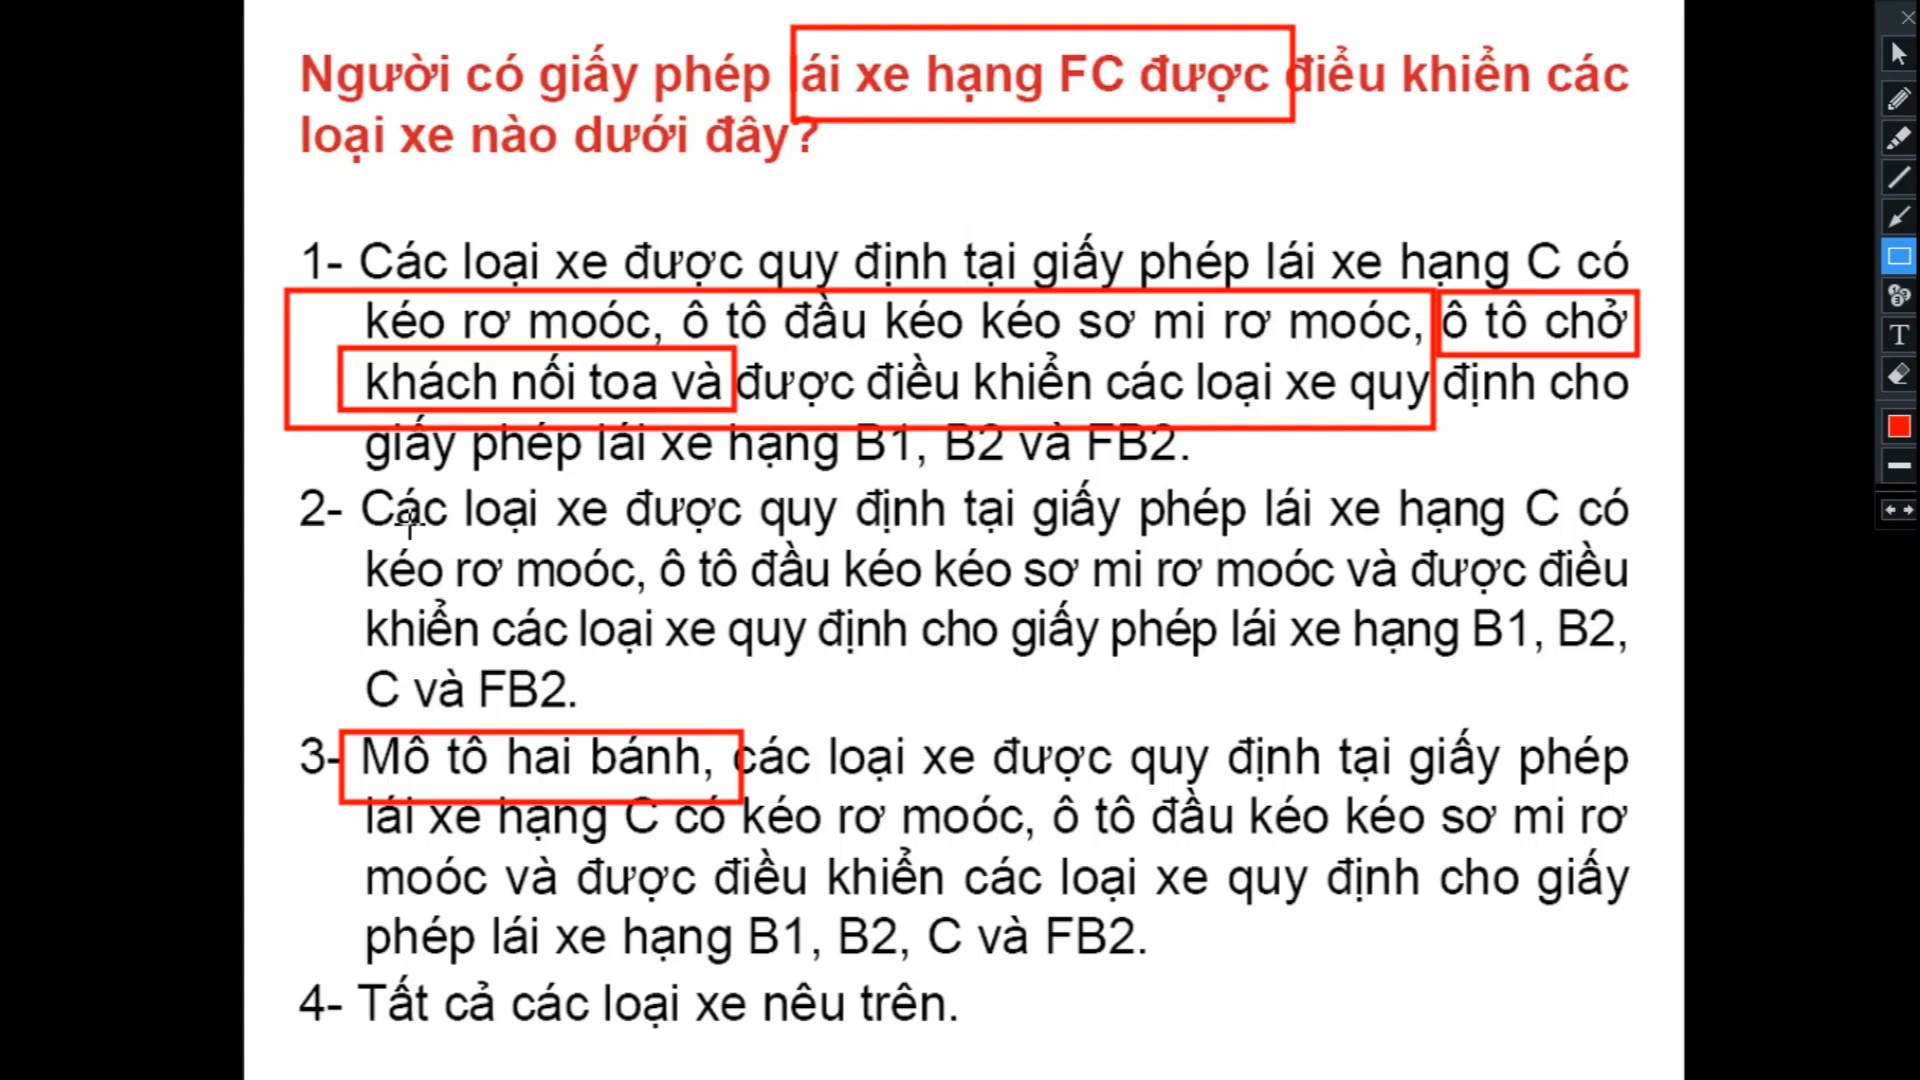 Người có giấy phép lái xe hạng FC được điều khiển các
loại xe nào dưới đây?
1- Các loại xe được quy định tại giấy phép lái xe hạng C có
kéo rơ moóc, ô tô đầu kéo kéo sơ mi rơ moóc, ô tô chở
khách nối toa và được điều khiển các loại xe quy định cho
giấy phép lái xe hạng B1, B2 và FB2.
2- Các loại xe được quy định tại giấy phép lái xe hạng C có
kéo rơ moóc, ô tô đầu kéo kéo sơ mi rơ moóc và được điều
khiển các loại xe quy định cho giấy phép lái xe hạng B1, B2,
C và FB2.
3- Mô tô hai bánh, các loại xe được quy định tại giấy phép
lái xe hạng C có kéo rơ moóc, ô tô đầu kéo kéo sơ mi rơ
moóc và được điều khiển các loại xe quy định cho giấy
phép lái xe hạng B1, B2, C và FB2.
4- Tất cả các loại xe nêu trên.